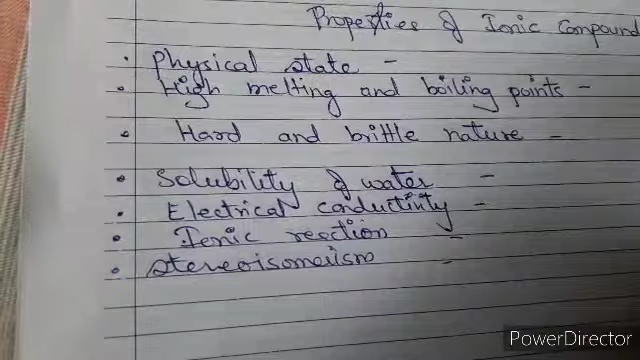 Properties of Ionic Compound
• Physical state -
• High melting and boiling points -
• Hard and brittle nature -
• Solubility of water -
• Electrical conductivity -
• Ionic reaction -
• stereoisomerism -
PowerDirector